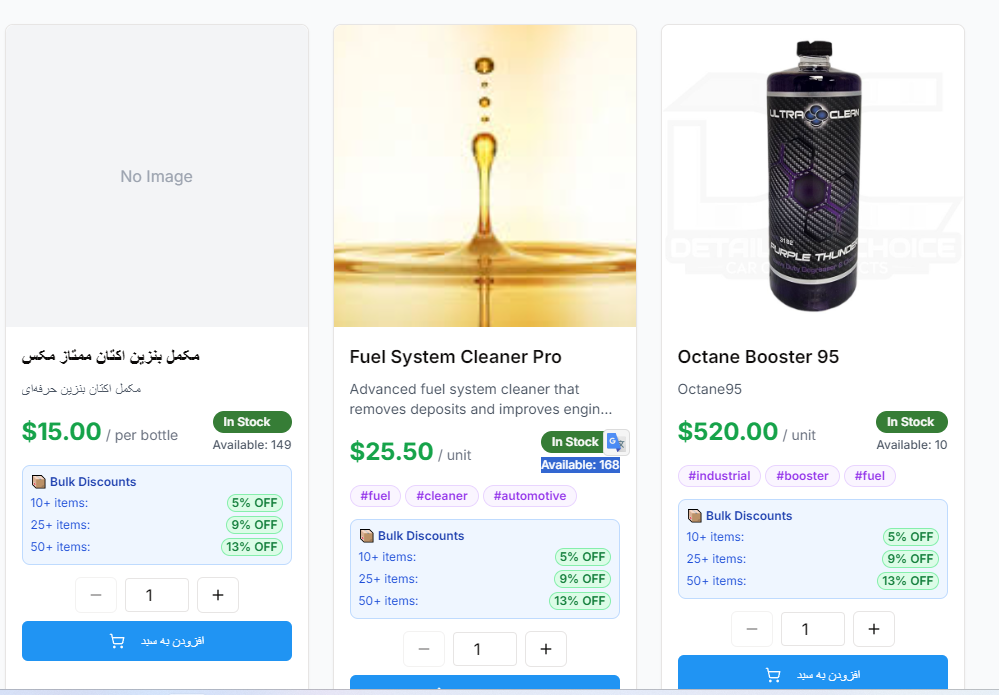 No Image
مکمل بنزین اکتان ممتاز مکس
مکمل اکتان بنزین حرفه‌ای
$15.00 / per bottle
In Stock
Available: 149
Bulk Discounts
10+ items: 5% OFF
25+ items: 9% OFF
50+ items: 13% OFF
1
افزودن به سبد
Fuel System Cleaner Pro
Advanced fuel system cleaner that
removes deposits and improves engin...
$25.50 / unit
In Stock
Available: 168
#fuel #cleaner #automotive
Bulk Discounts
10+ items: 5% OFF
25+ items: 9% OFF
50+ items: 13% OFF
1
ULTRA CLEAN
3182
PURPLE THUNDER
DETAIL CHOICE
CAR
Octane Booster 95
Octane95
$520.00 / unit
In Stock
Available: 10
#industrial #booster #fuel
Bulk Discounts
10+ items: 5% OFF
25+ items: 9% OFF
50+ items: 13% OFF
1
افزودن به سبد